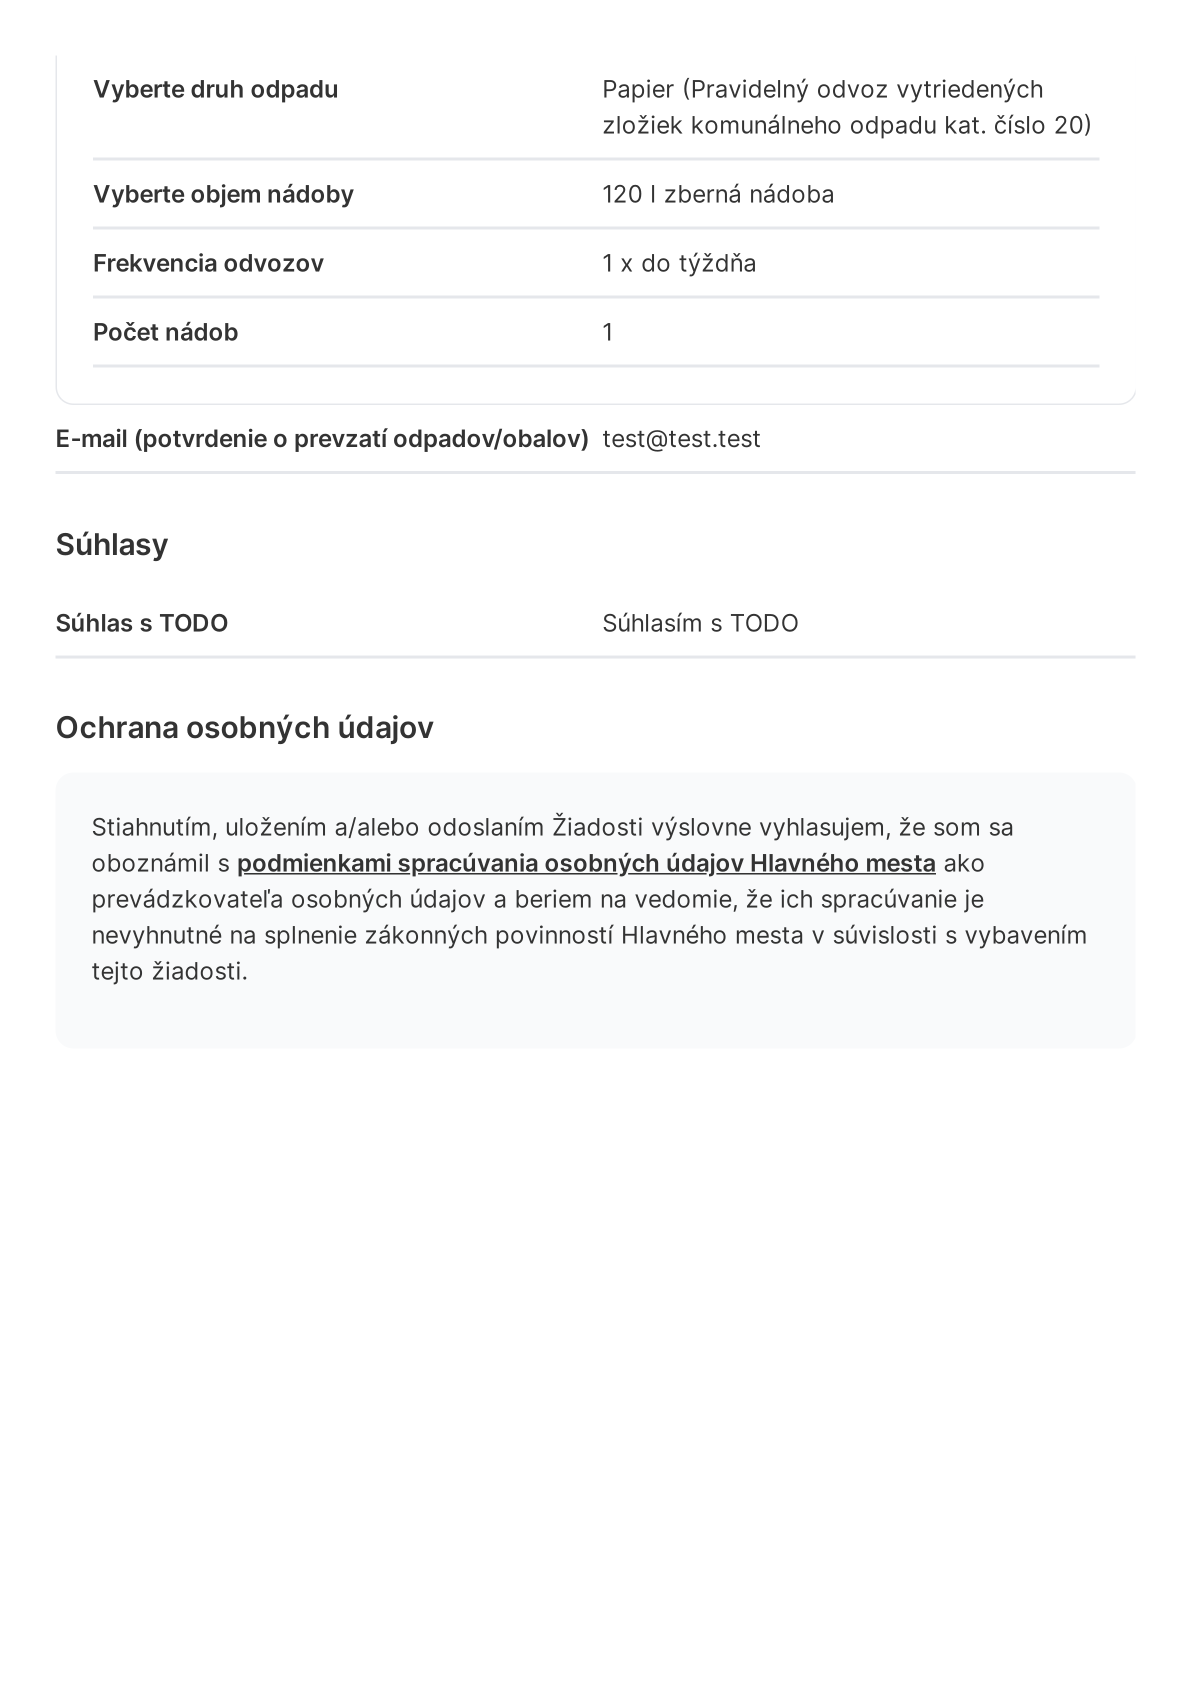 Vyberte druh odpadu Papier (Pravidelný odvoz vytriedených
zložiek komunálneho odpadu kat. číslo 20)
Vyberte objem nádoby 120 l zberná nádoba
Frekvencia odvozov 1 x do týždňa
Počet nádob 1
E-mail (potvrdenie o prevzatí odpadov/obalov) test@test.test
Súhlasy
Súhlas s TODO Súhlasím s TODO
Ochrana osobných údajov
Stiahnutím, uložením a/alebo odoslaním Žiadosti výslovne vyhlasujem, že som sa
oboznámil s podmienkami spracúvania osobných údajov Hlavného mesta ako
prevádzkovateľa osobných údajov a beriem na vedomie, že ich spracúvanie je
nevyhnutné na splnenie zákonných povinností Hlavného mesta v súvislosti s vybavením
tejto žiadosti.